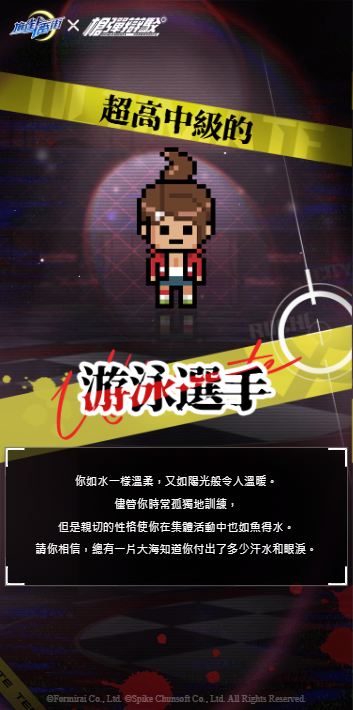 ×
槍彈辯駁
超高中級的
游泳選手
你如水一樣溫柔，又如陽光般令人溫暖。
儘管你時常孤獨地訓練，
但是親切的性格使你在集體活動中也如魚得水。
請你相信，總有一片大海知道你付出了多少汗水和眼淚。
©Formirai Co., Ltd. ©Spike Chunsoft Co., Ltd. All Rights Reserved.